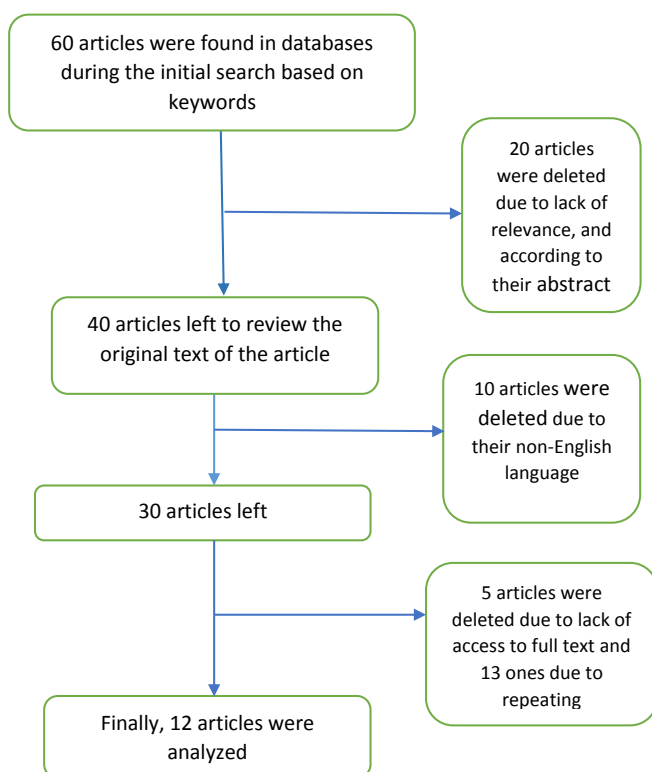 60 articles were found in databases
during the initial search based on
keywords
20 articles
were deleted
due to lack of
relevance, and
according to
their abstract
40 articles left to review the
original text of the article
10 articles were
deleted due to
their non-English
language
30 articles left
5 articles were
deleted due to lack of
access to full text and
13 ones due to
repeating
Finally, 12 articles were
analyzed